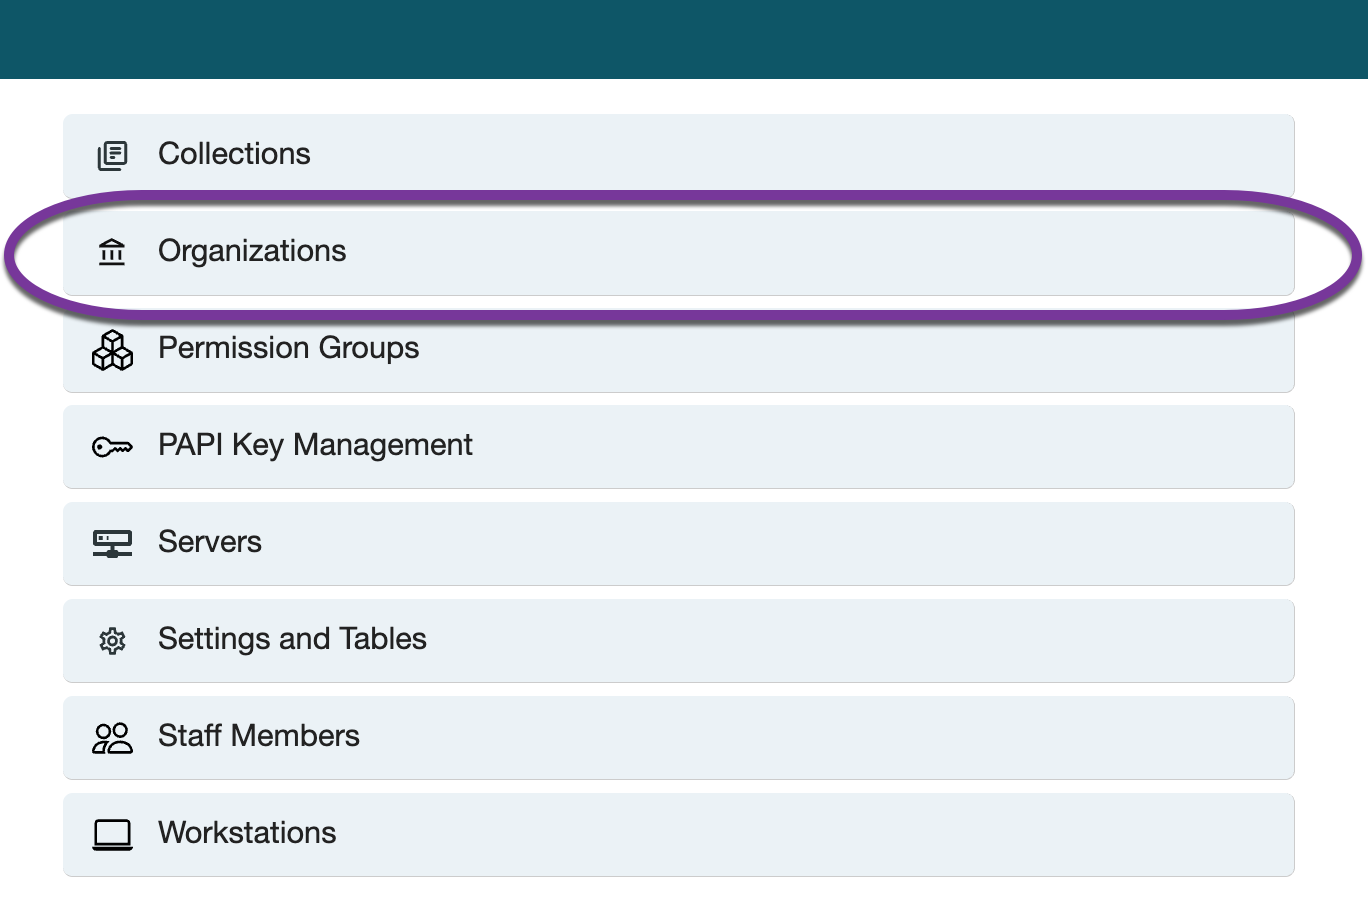 Collections
Organizations
Permission Groups
PAPI Key Management
Servers
Settings and Tables
Staff Members
Workstations